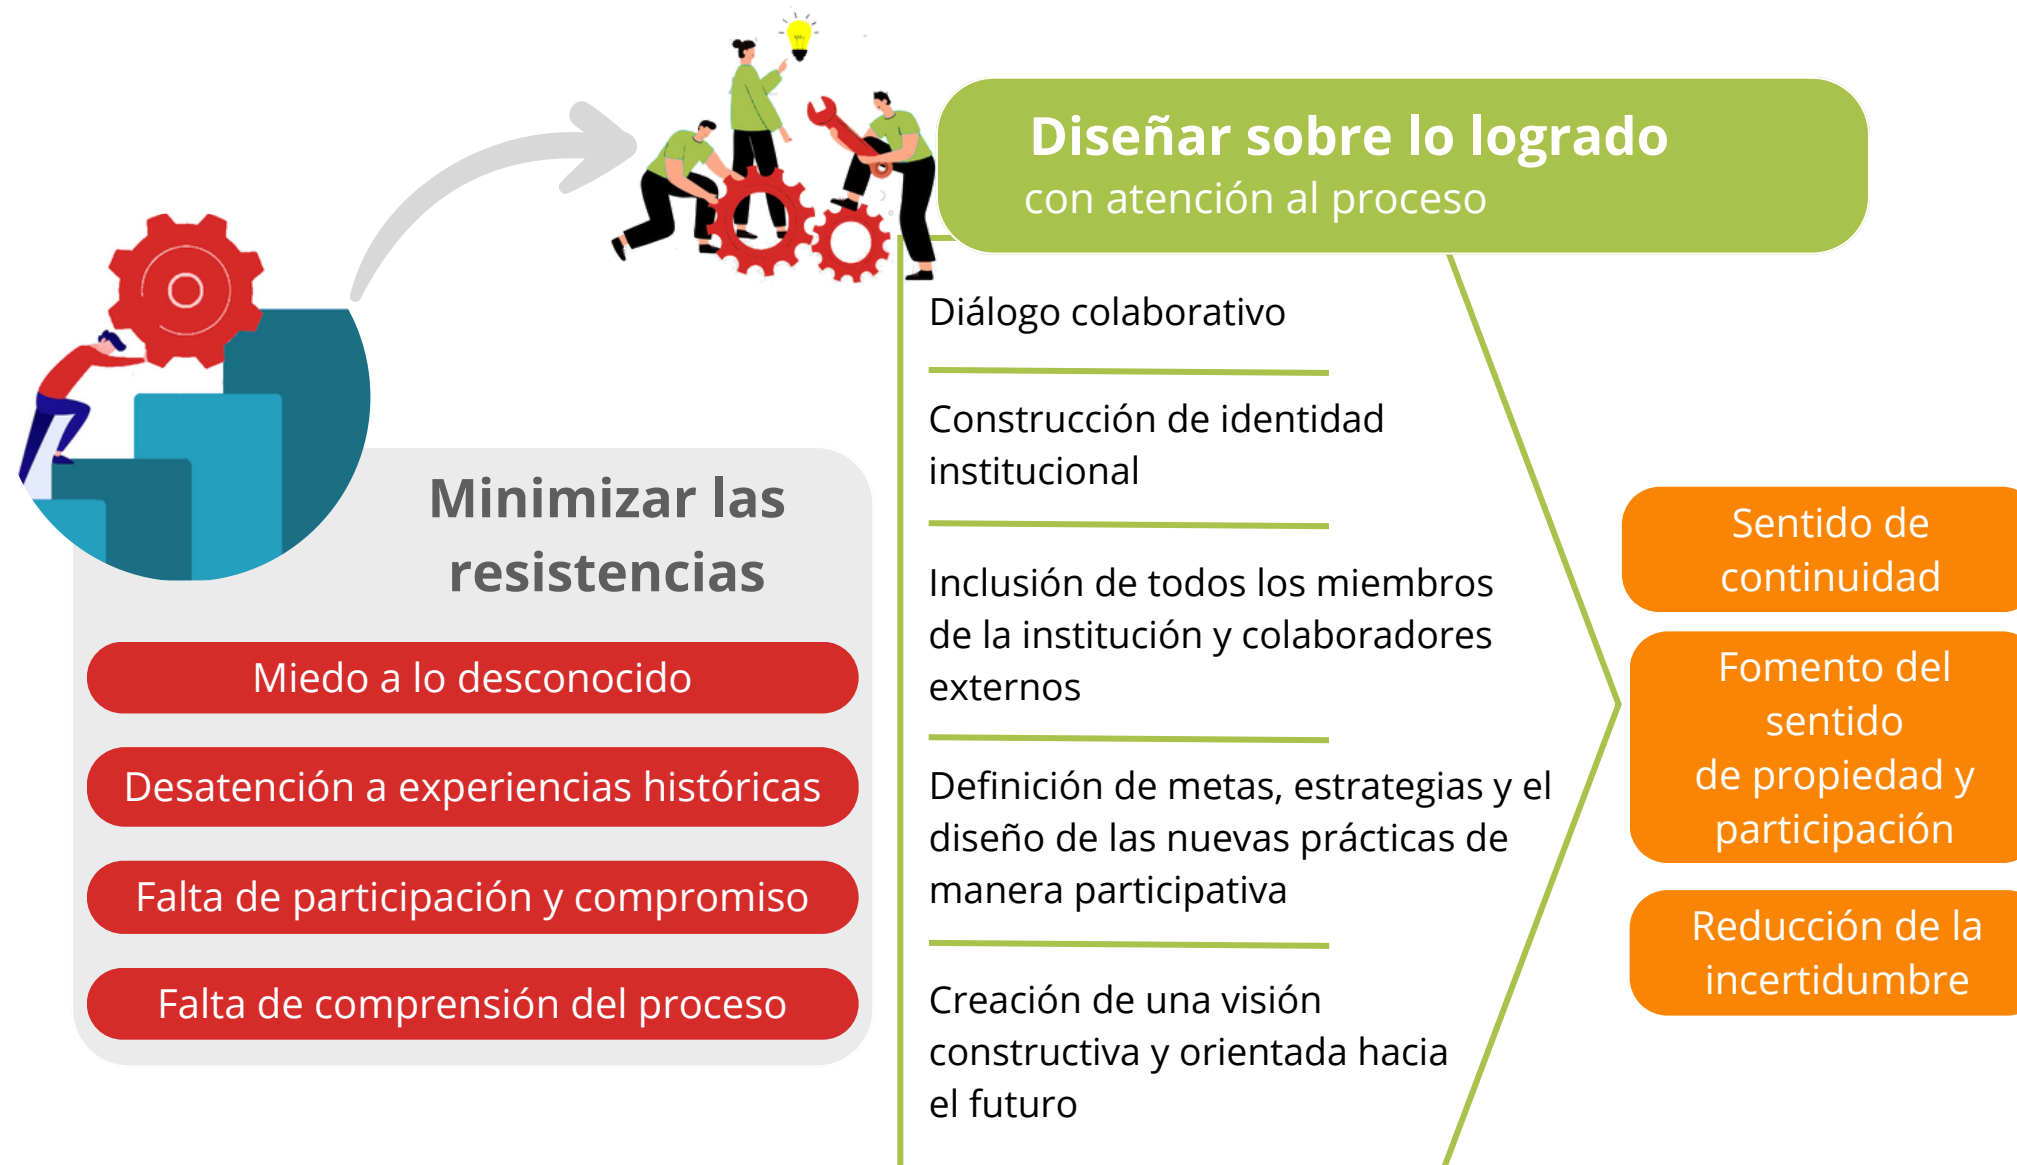 Diseñar sobre lo logrado
con atención al proceso
Minimizar las
resistencias
Miedo a lo desconocido
Desatención a experiencias históricas
Falta de participación y compromiso
Falta de comprensión del proceso
Diálogo colaborativo
Construcción de identidad
institucional
Inclusión de todos los miembros
de la institución y colaboradores
externos
Definición de metas, estrategias y el
diseño de las nuevas prácticas de
manera participativa
Creación de una visión
constructiva y orientada hacia
el futuro
Sentido de
continuidad
Fomento del
sentido
de propiedad y
participación
Reducción de la
incertidumbre